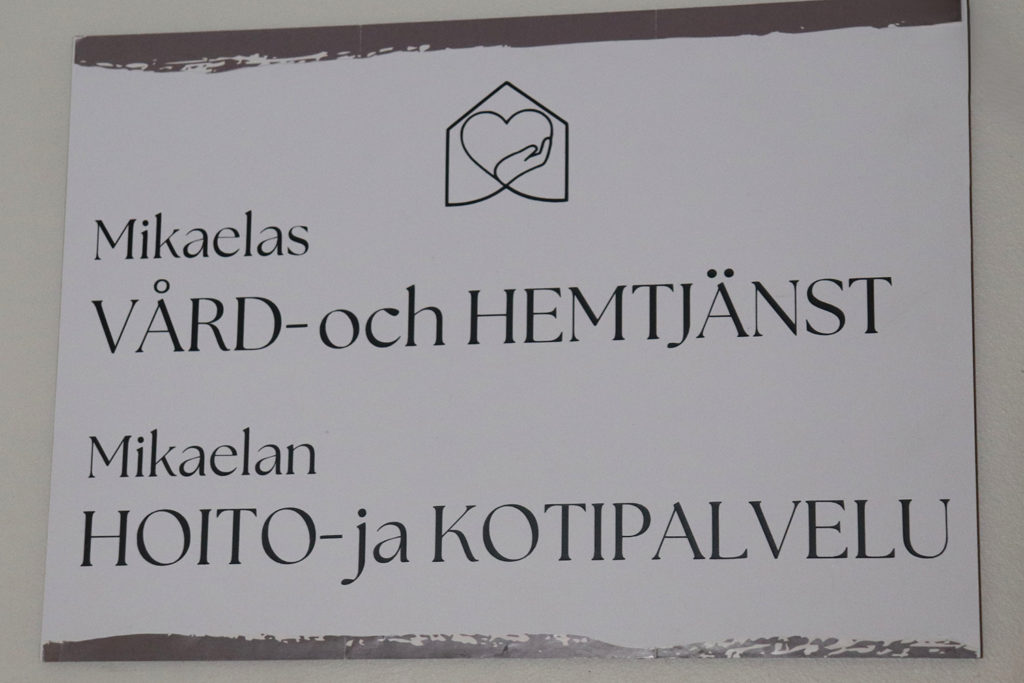 Mikaelas
VÅRD-och HEMTJÄNST
Mikaelan
HOITO-ja KOTIPALVELU